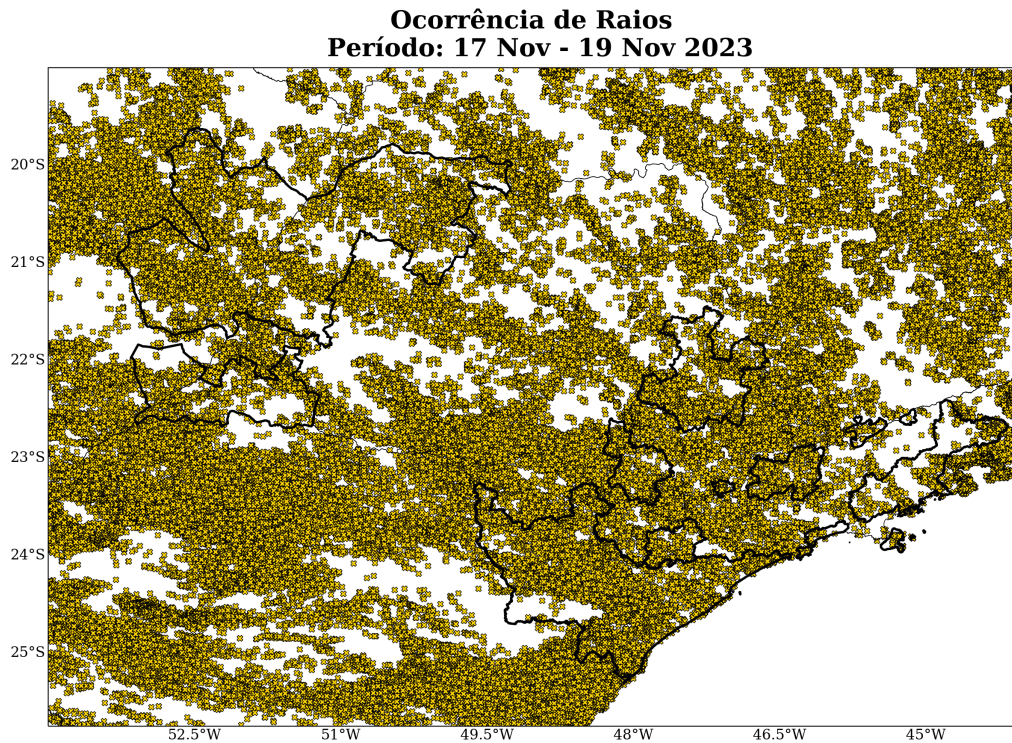 Ocorrência de Raios
Período: 17 Nov - 19 Nov 2023
20°S
21°S
22°S
23°S
24°S
25°S
52.5°W 51°W 49.5°W 48°W 46.5°W 45°W